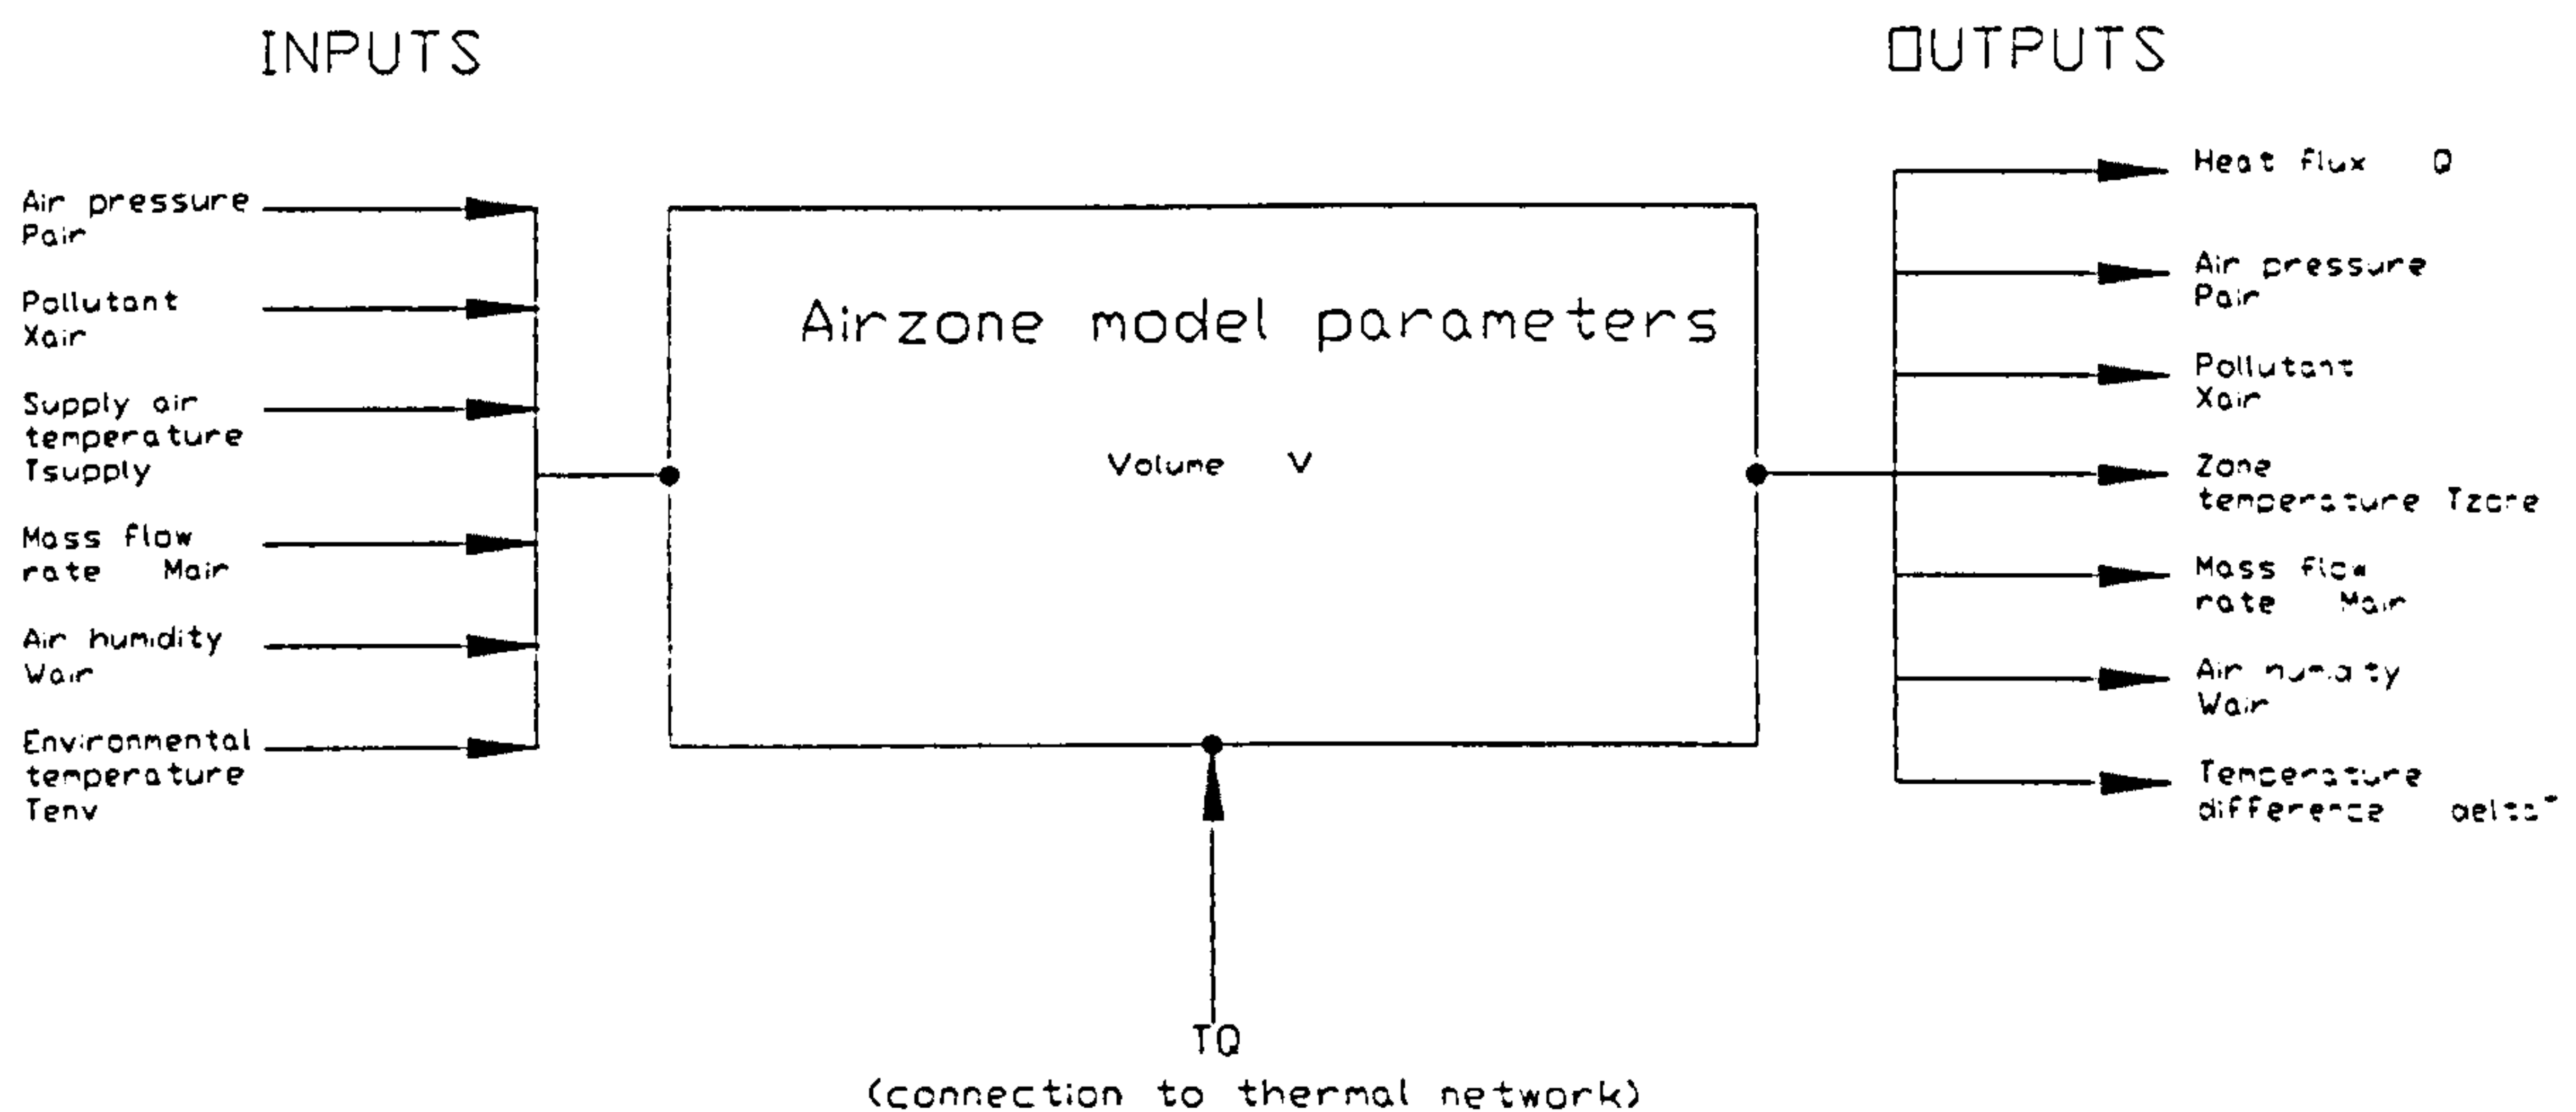 INPUTS
OUTPUTS
Air pressure
Pair
Pollutant
Xair
Supply air
temperature
Tsupply
Mass flow
rate Mair
Air humidity
Wair
Environmental
temperature
Tenv
Airzone model parameters
Volume V
TQ
(connection to thermal network)
Heat flux Q
Air pressure
Pair
Pollutant
Xair
Zone
temperature Tzone
Mass flow
rate Mair
Air humidity
Wair
Temperature
difference